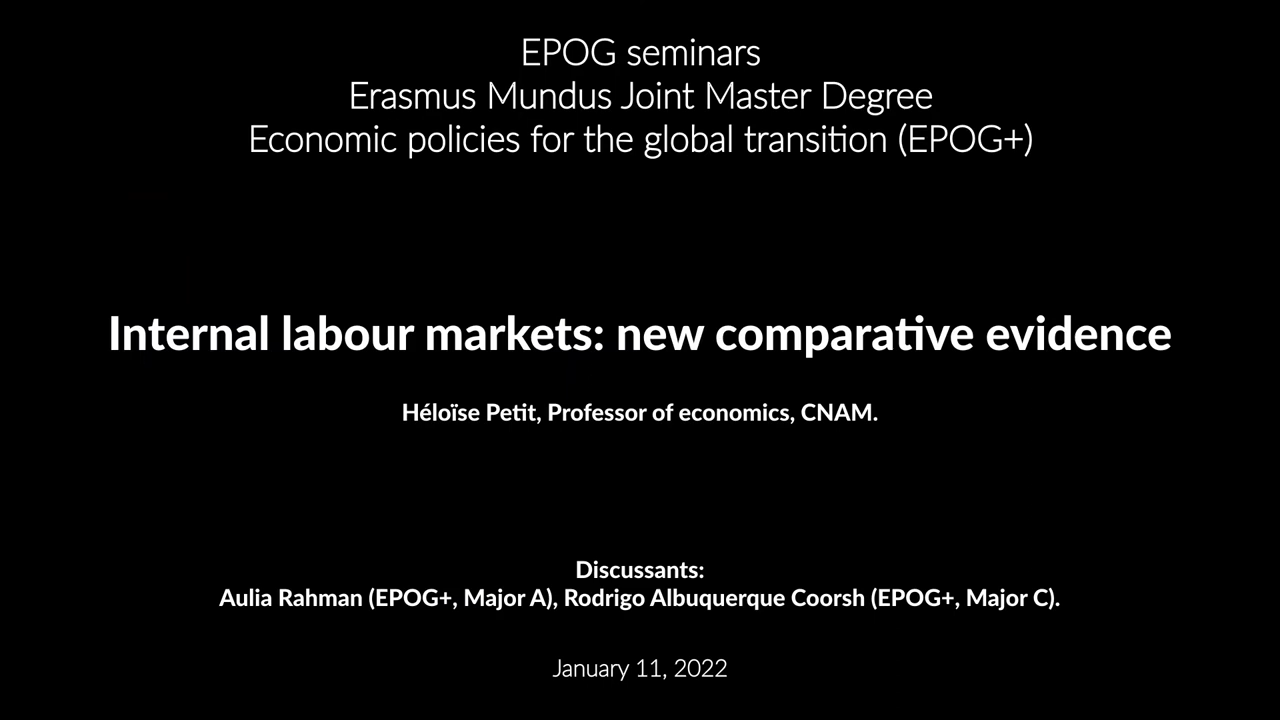 EPOG seminars
Erasmus Mundus Joint Master Degree
Economic policies for the global transition (EPOG+)
Internal labour markets: new comparative evidence
Héloïse Petit, Professor of economics, CNAM.
Discussants:
Aulia Rahman (EPOG+, Major A), Rodrigo Albuquerque Coorsh (EPOG+, Major C).
January 11, 2022